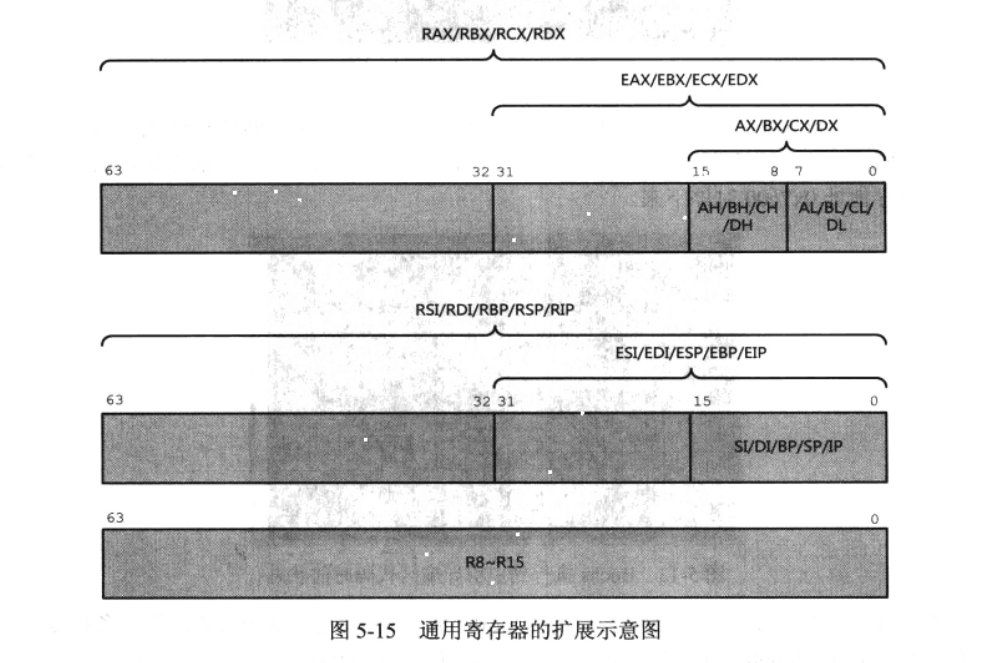 RAX/RBX/RCX/RDX
EAX/EBX/ECX/EDX
AX/BX/CX/DX
63 32 31 15 8 7 0
AH/BH/CH
/DH
AL/BL/CL/
DL
RSI/RDI/RBP/RSP/RIP
ESI/EDI/ESP/EBP/EIP
63 32 31 15 0
SI/DI/BP/SP/IP
63 0
R8~R15
图 5-15 通用寄存器的扩展示意图